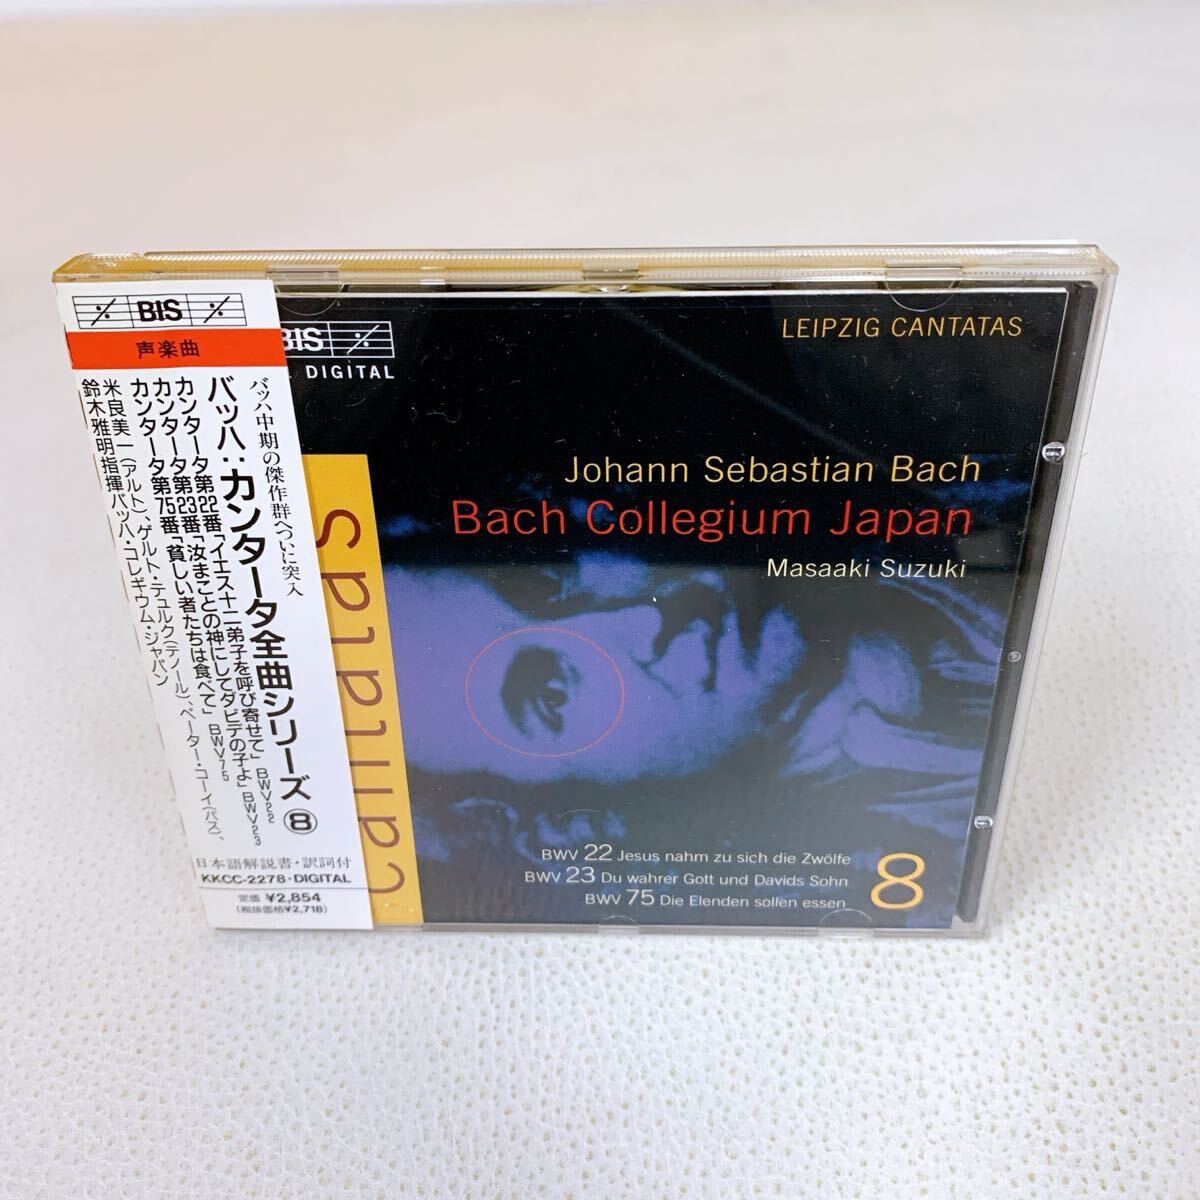 BIS
声楽曲
バッハ中期の傑作群へついに突入
バッハ:カンタータ全曲シリーズ⑧
カンタータ第22番「イエス十二弟子を呼び寄せて」BWV22
カンタータ第23番「汝まことの神にしてダビデの子よ」BWV23
カンタータ第75番「貧しい者たちは食べて」BWV75
米良美一(アルト)、ゲルト・テュルク(テノール)、ペーター・コーイ(バス)、
鈴木雅明指揮バッハ・コレギウム・ジャパン
日本語解説書・訳詞付
KKCC-2278・DIGITAL
定価 ¥2,854
(税抜価格¥2,718)
BIS
DIGITAL
LEIPZIG CANTATAS
cantatas
Johann Sebastian Bach
Bach Collegium Japan
Masaaki Suzuki
BWV 22 Jesus nahm zu sich die Zwölfe
BWV 23 Du wahrer Gott und Davids Sohn
BWV 75 Die Elenden sollen essen
8